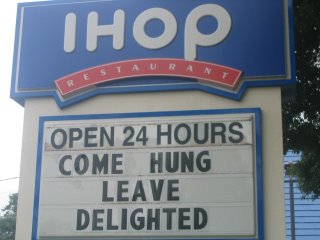 IHOP
RESTAURANT
OPEN 24 HOURS
COME HUNG
LEAVE
DELIGHTED